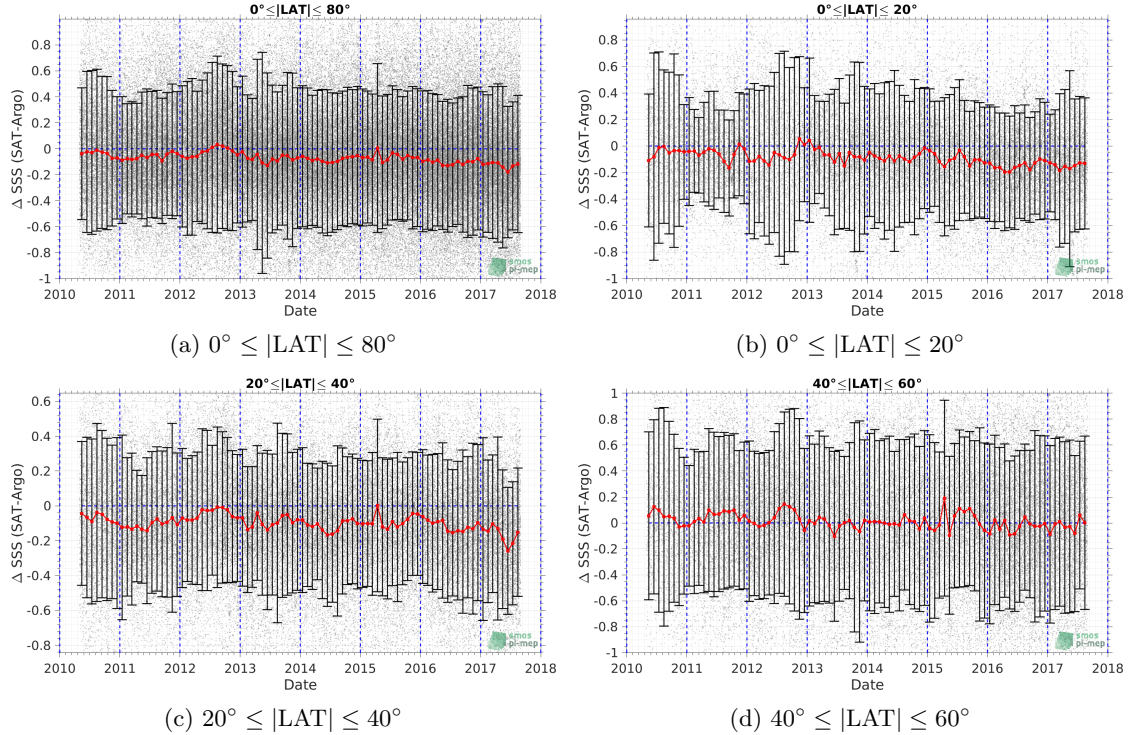 0°≤|LAT|≤ 80°
Δ SSS (SAT-Argo)
0.8
0.6
0.4
0.2
0
-0.2
-0.4
-0.6
-0.8
-1
2010 2011 2012 2013 2014 2015 2016 2017 2018
Date
smos
pi-mep
(a) 0° ≤ |LAT| ≤ 80°
0°≤|LAT|≤ 20°
Δ SSS (SAT-Argo)
0.8
0.6
0.4
0.2
0
-0.2
-0.4
-0.6
-0.8
-1
2010 2011 2012 2013 2014 2015 2016 2017 2018
Date
smos
pi-mep
(b) 0° ≤ |LAT| ≤ 20°
20°≤|LAT|≤ 40°
Δ SSS (SAT-Argo)
0.6
0.4
0.2
0
-0.2
-0.4
-0.6
-0.8
2010 2011 2012 2013 2014 2015 2016 2017 2018
Date
smos
pi-mep
(c) 20° ≤ |LAT| ≤ 40°
40°≤|LAT|≤ 60°
Δ SSS (SAT-Argo)
1
0.8
0.6
0.4
0.2
0
-0.2
-0.4
-0.6
-0.8
-1
2010 2011 2012 2013 2014 2015 2016 2017 2018
Date
smos
pi-mep
(d) 40° ≤ |LAT| ≤ 60°